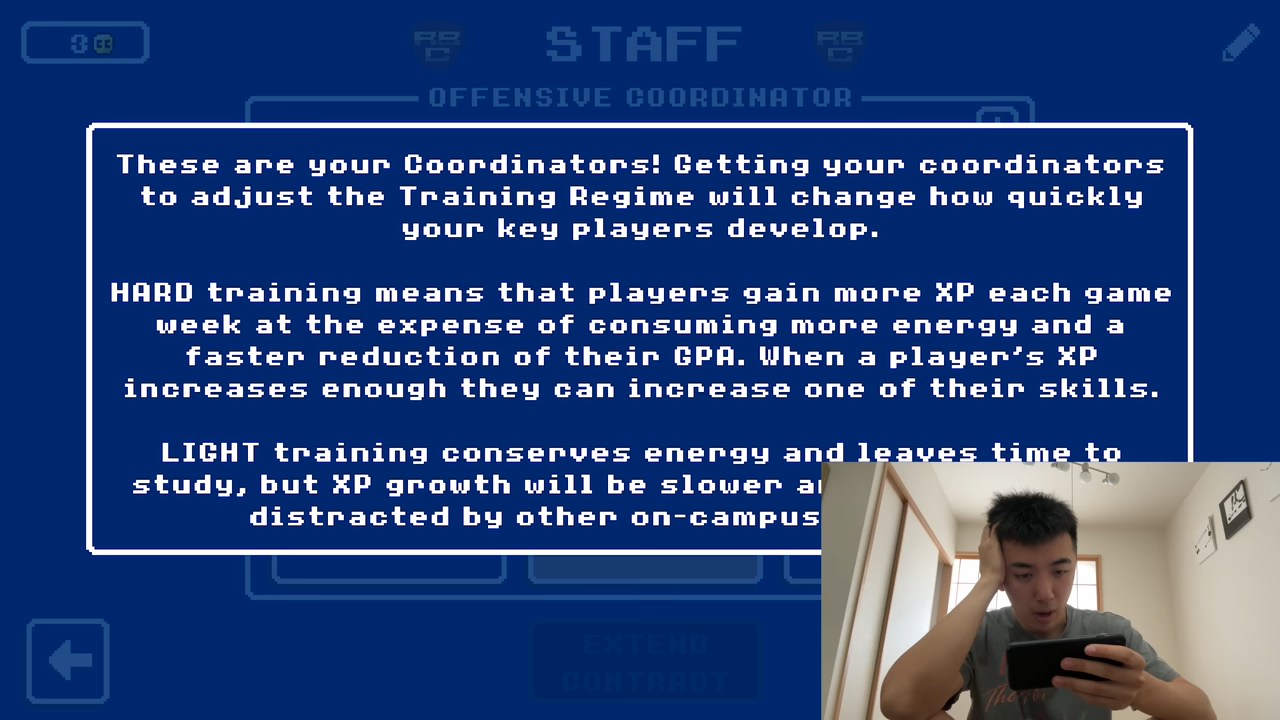 3
RBC
STAFF
RBC
OFFENSIVE COORDINATOR
These are your Coordinators! Getting your coordinators
to adjust the Training Regime will change how quickly
your key players develop.
HARD training means that players gain more XP each game
week at the expense of consuming more energy and a
faster reduction of their GPA. When a player's XP
increases enough they can increase one of their skills.
LIGHT training conserves energy and leaves time to
study, but XP growth will be slower
distracted by other on-campus
EXTEND
CONTRACT